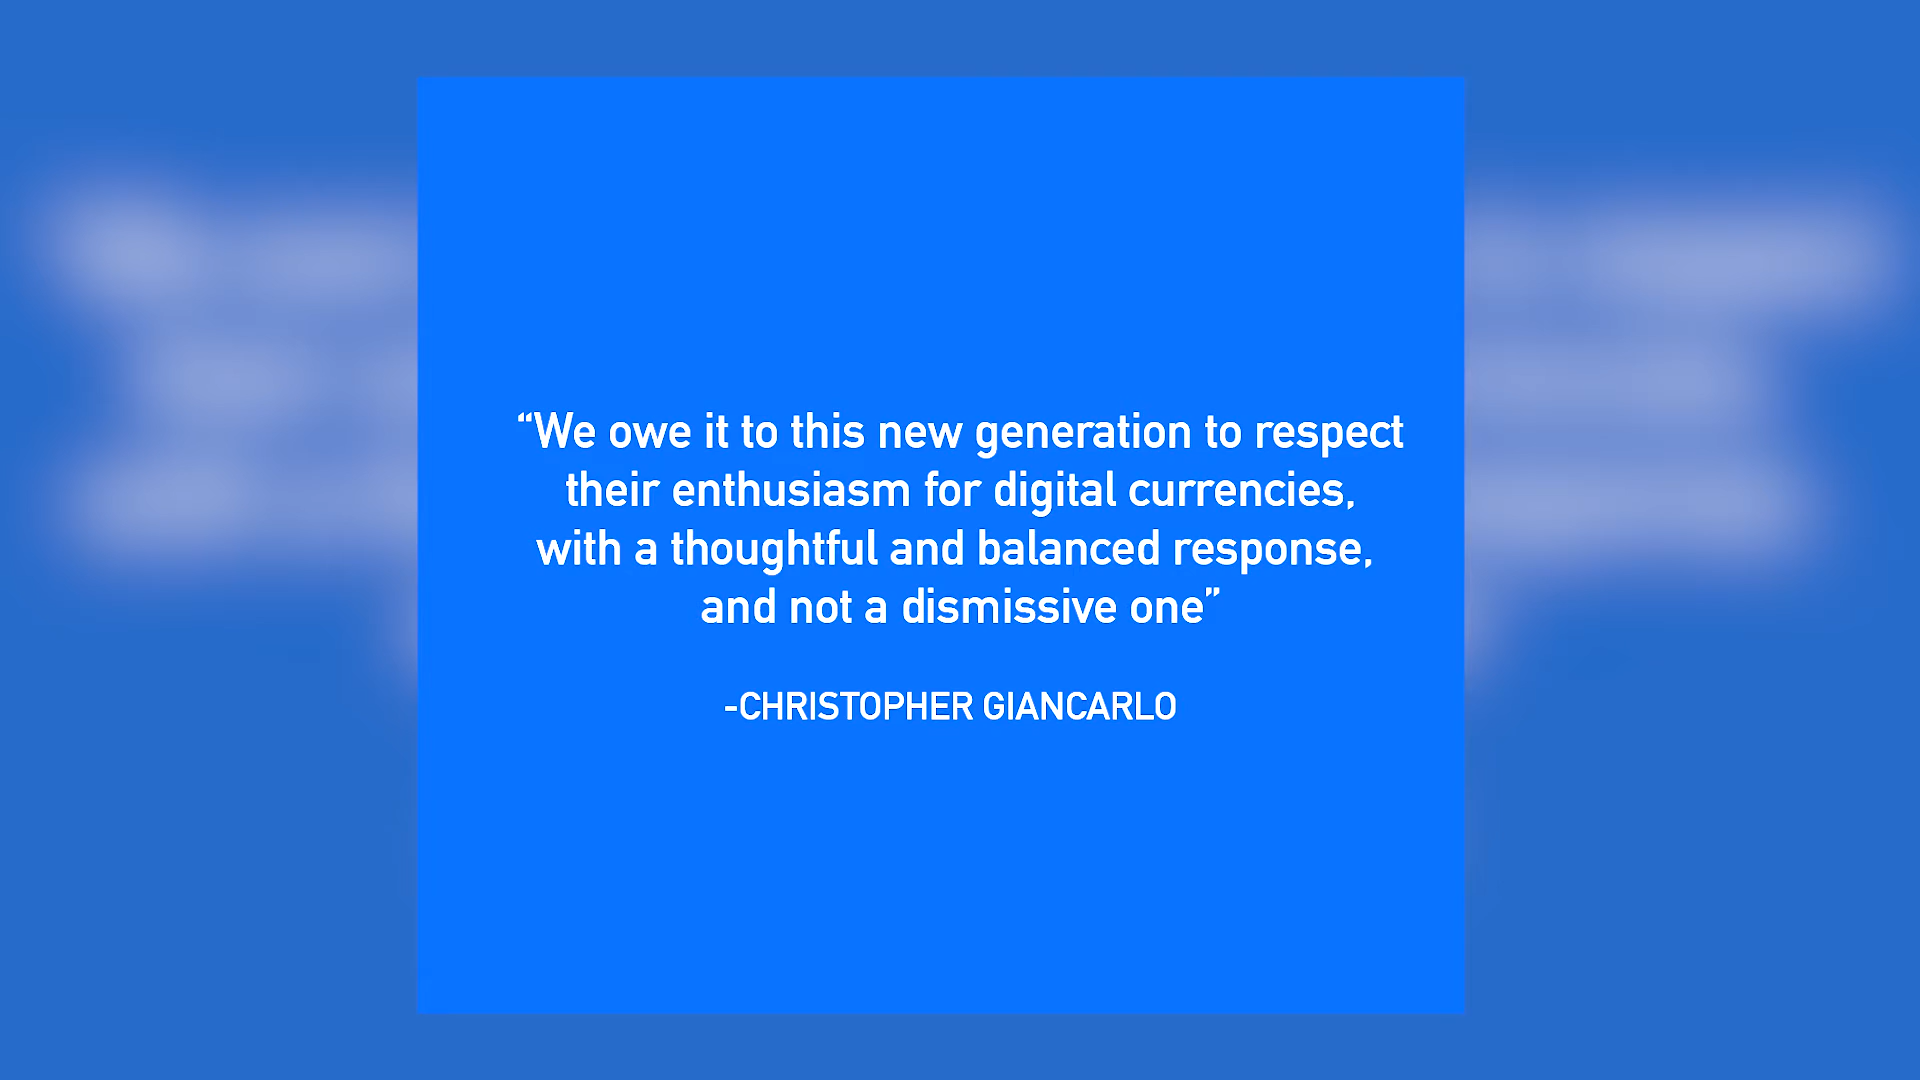 “We owe it to this new generation to respect
their enthusiasm for digital currencies,
with a thoughtful and balanced response,
and not a dismissive one”
-CHRISTOPHER GIANCARLO